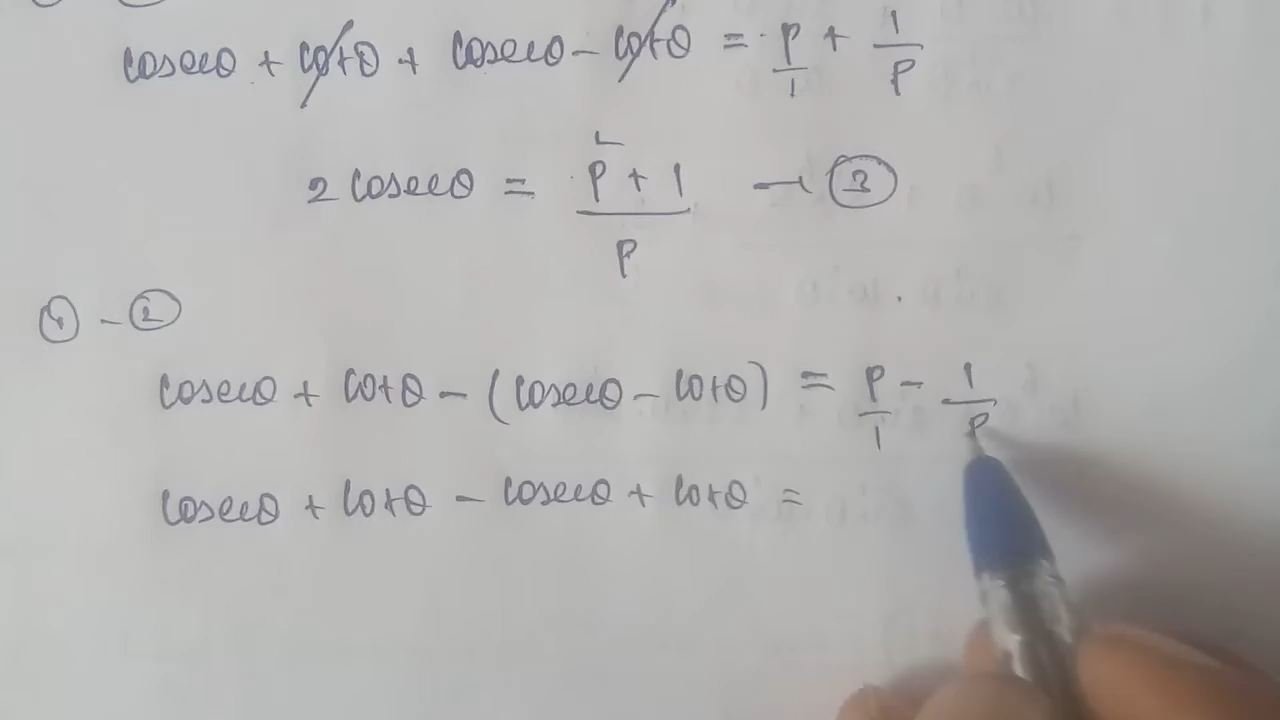 cosecθ + cotθ + cosecθ - cotθ = p/1 + 1/p
2 cosecθ = p² + 1 / p → ③
① - ②
cosecθ + cotθ - (cosecθ - cotθ) = p/1 - 1/p
cosecθ + cotθ - cosecθ + cotθ =